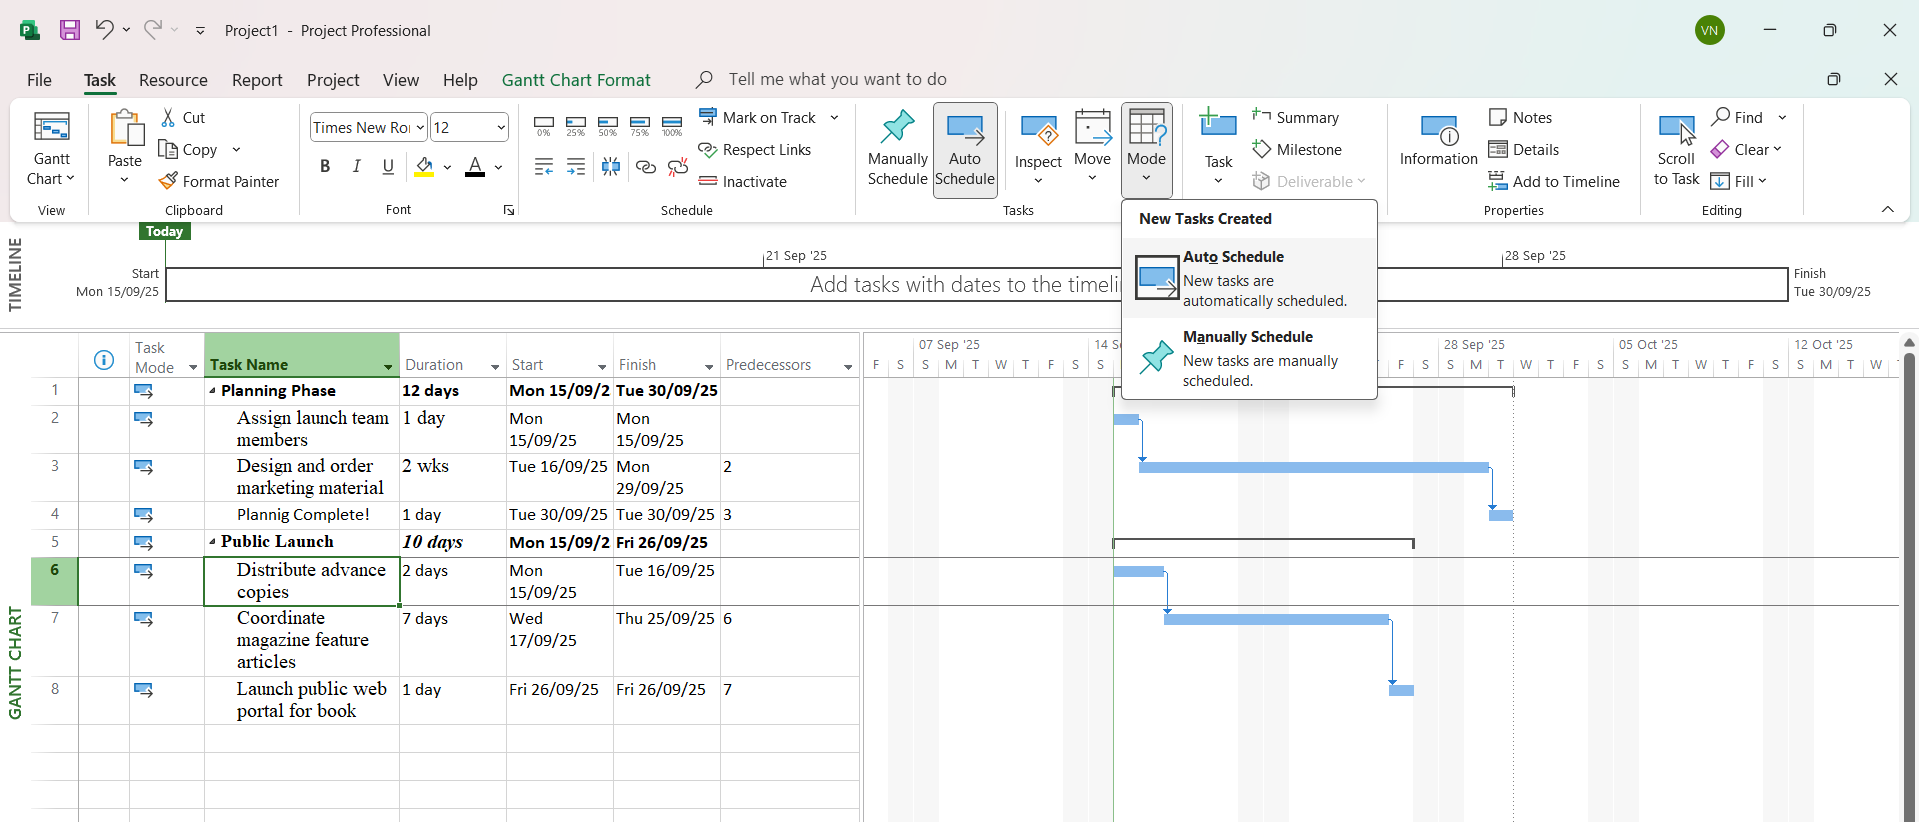 Project1 - Project Professional
VN
File Task Resource Report Project View Help Gantt Chart Format Tell me what you want to do
Gantt
Chart
View
Paste
Cut
Copy
Format Painter
Clipboard
Times New Ro 12
B I U A
Font
0% 25% 50% 75% 100%
Mark on Track
Respect Links
Inactivate
Schedule
Manually
Schedule
Auto
Schedule
Inspect
Move
Mode
Tasks
Task
Summary
Milestone
Deliverable
Information
Notes
Details
Add to Timeline
Properties
Scroll
to Task
Find
Clear
Fill
Editing
New Tasks Created
Auto Schedule
New tasks are
automatically scheduled.
Manually Schedule
New tasks are manually
scheduled.
TIMELINE
Today
21 Sep '25
28 Sep '25
Start
Mon 15/09/25
Add tasks with dates to the timeli
Finish
Tue 30/09/25
Task
Mode
Task Name Duration Start Finish Predecessors
07 Sep '25 14 S 28 Sep '25 05 Oct '25 12 Oct '25
F S S M T W T F S S F S S M T W T F S S M T W T F S S M T W
1 Planning Phase 12 days Mon 15/09/2 Tue 30/09/25
2 Assign launch team 1 day Mon Mon
members 15/09/25 15/09/25
3 Design and order 2 wks Tue 16/09/25 Mon 2
marketing material 29/09/25
4 Plannig Complete! 1 day Tue 30/09/25 Tue 30/09/25 3
5 Public Launch 10 days Mon 15/09/2 Fri 26/09/25
6 Distribute advance 2 days Mon Tue 16/09/25
copies 15/09/25
7 Coordinate 7 days Wed Thu 25/09/25 6
magazine feature 17/09/25
articles
8 Launch public web 1 day Fri 26/09/25 Fri 26/09/25 7
portal for book
GANTT CHART